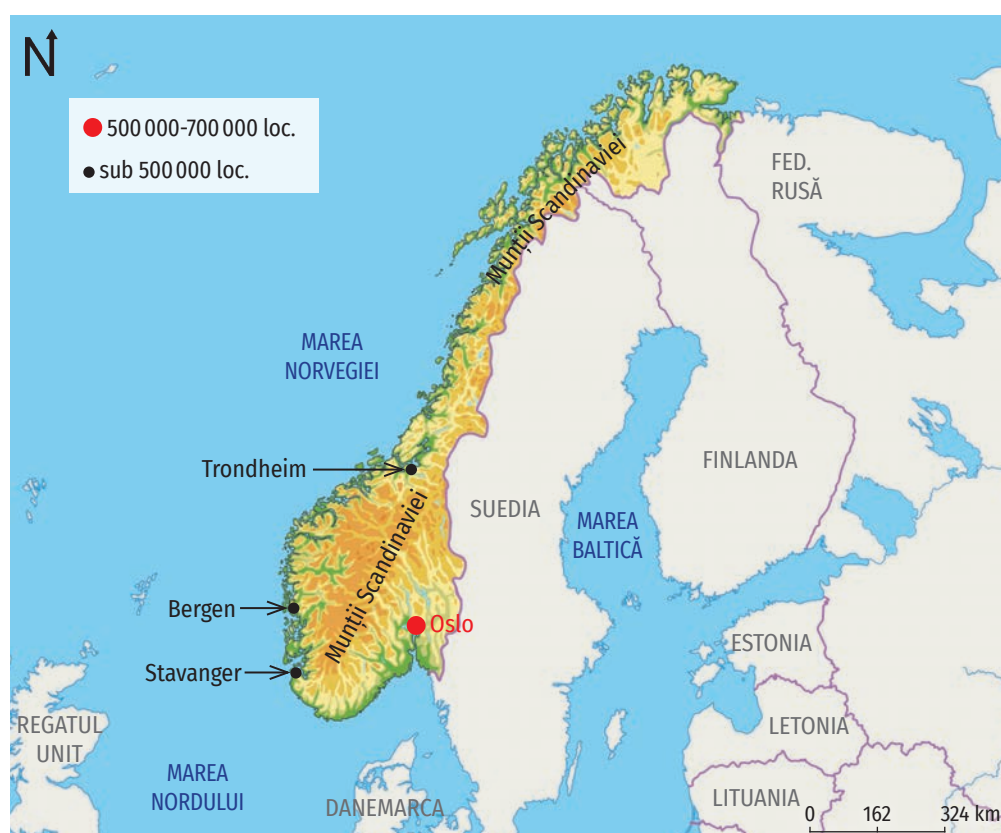 N
500 000-700 000 loc.
sub 500 000 loc.
Munții Scandinaviei
FED.
RUSĂ
MAREA
NORVEGIEI
Trondheim
FINLANDA
SUEDIA
MAREA
BALTICĂ
Munții Scandinaviei
Bergen
Oslo
ESTONIA
Stavanger
REGATUL
UNIT
LETONIA
MAREA
NORDULUI
DANEMARCA
LITUANIA
0 162 324 km